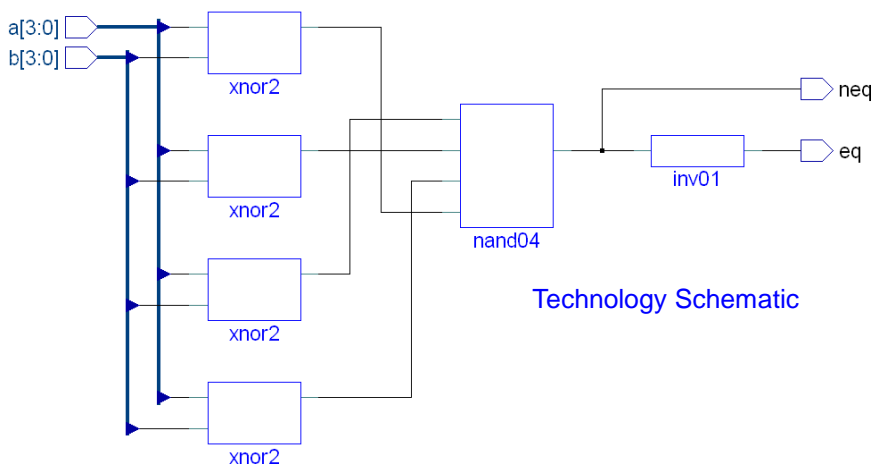 a[3:0]
b[3:0]
xnor2
xnor2
xnor2
xnor2
nand04
inv01
neq
eq
Technology Schematic